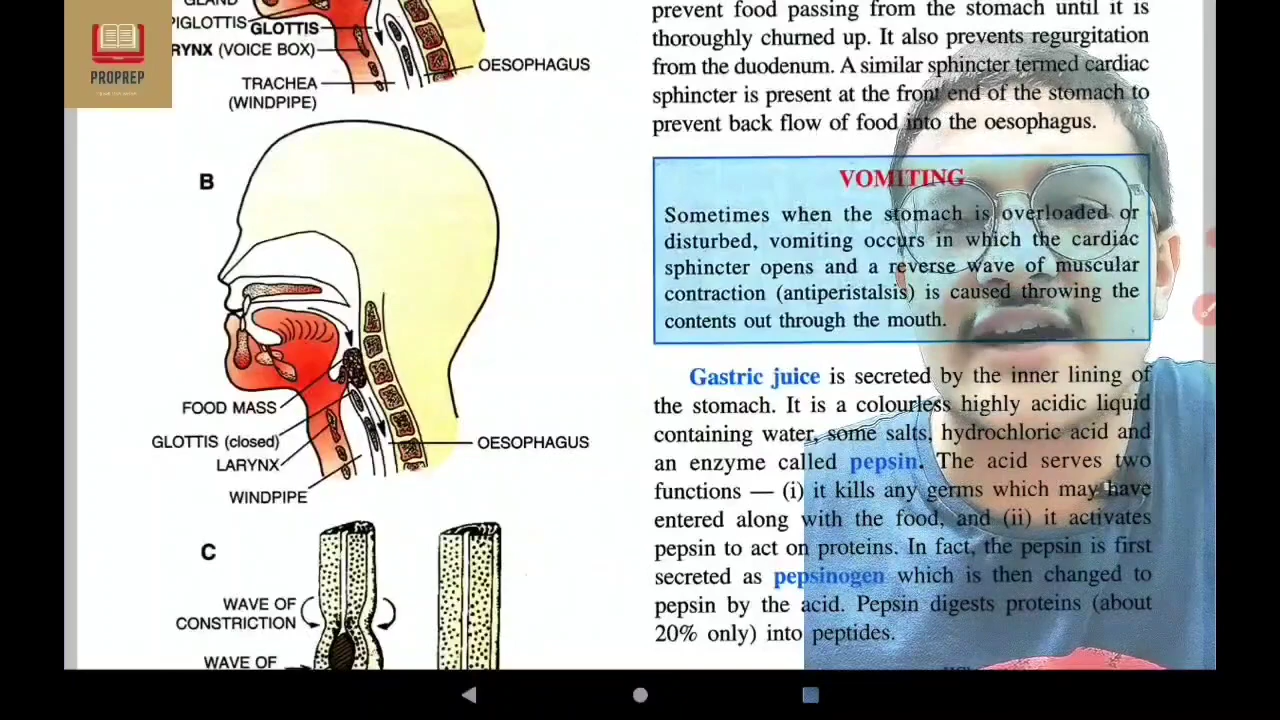 PROPREP
GLAND
PIGLOTTIS
GLOTTIS
RYNX (VOICE BOX)
TRACHEA
(WINDPIPE)
OESOPHAGUS
B
FOOD MASS
GLOTTIS (closed)
LARYNX
WINDPIPE
OESOPHAGUS
C
WAVE OF
CONSTRICTION
WAVE OF
prevent food passing from the stomach until it is
thoroughly churned up. It also prevents regurgitation
from the duodenum. A similar sphincter termed cardiac
sphincter is present at the front end of the stomach to
prevent back flow of food into the oesophagus.
VOMITING
Sometimes when the stomach is overloaded or
disturbed, vomiting occurs in which the cardiac
sphincter opens and a reverse wave of muscular
contraction (antiperistalsis) is caused throwing the
contents out through the mouth.
Gastric juice is secreted by the inner lining of
the stomach. It is a colourless highly acidic liquid
containing water, some salts, hydrochloric acid and
an enzyme called pepsin. The acid serves two
functions — (i) it kills any germs which may have
entered along with the food, and (ii) it activates
pepsin to act on proteins. In fact, the pepsin is first
secreted as pepsinogen which is then changed to
pepsin by the acid. Pepsin digests proteins (about
20% only) into peptides.